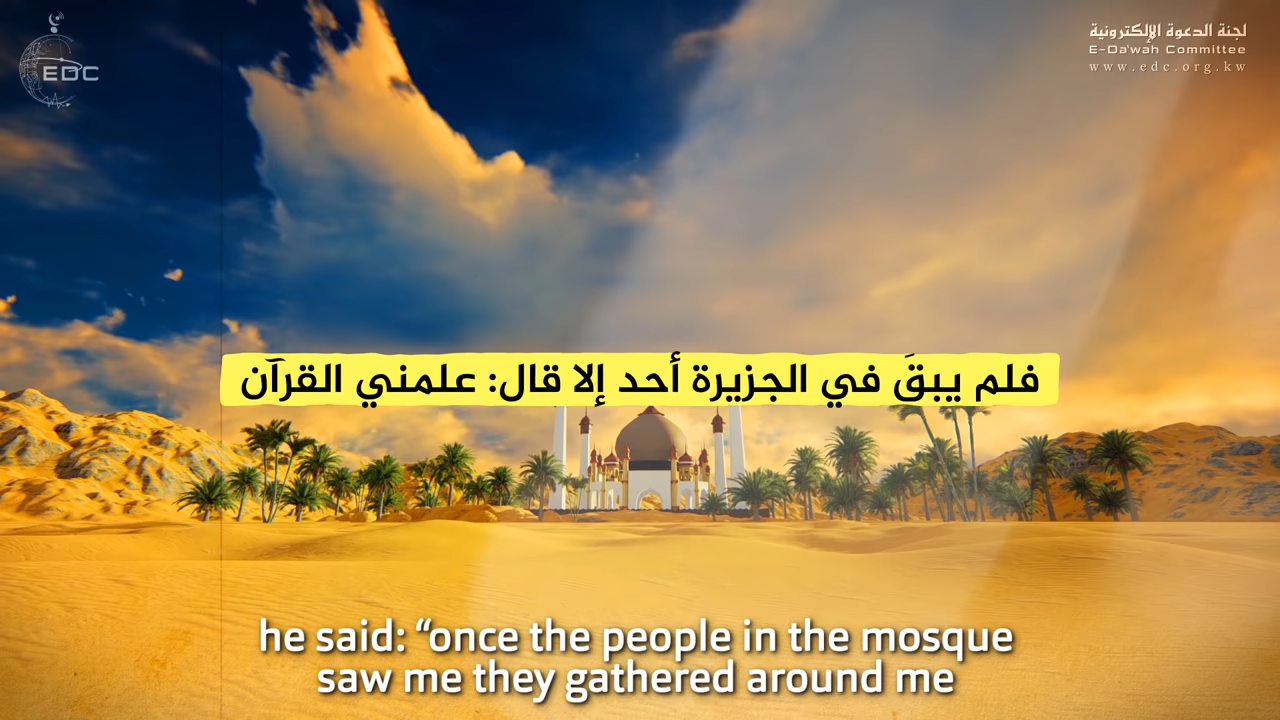 EDC
لجنة الدعوة الإلكترونية
E-Da'wah Committee
www.edc.org.kw
فلم يبقَ في الجزيرة أحد إلا قال: علمني القرآن
he said: “once the people in the mosque
saw me they gathered around me